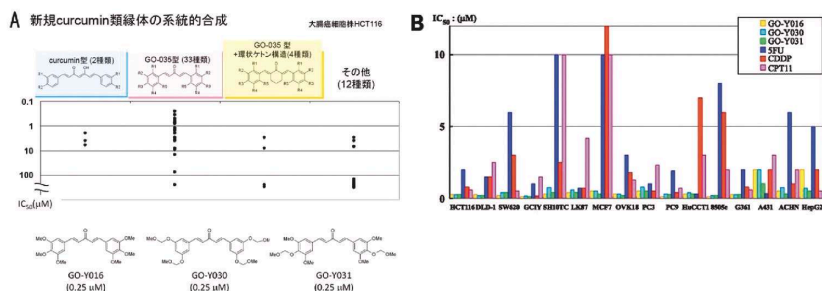 A 新規curcumin類縁体の系統的合成
大腸癌細胞株HCT116
curcumin型(2種類)
GO-035型(33種類)
GO-035 型
+環状ケトン構造(4種類)
その他
(12種類)
0.1
1
10
100
IC50(μM)
GO-Y016
(0.25 μM)
GO-Y030
(0.25 μM)
GO-Y031
(0.25 μM)
B IC50 : (μM)
GO-Y016
GO-Y030
GO-Y031
5FU
CDDP
CPT11
10
5
0
HCT116 DLD-1 SW620 GCIY SH10TC LK87 MCF7 OVK18 PC3 PC9 HuCCT1 8505c G361 A431 ACHN HepG2